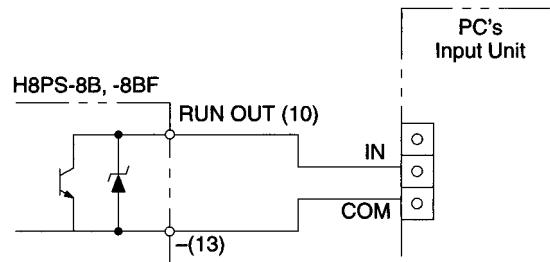 PC's
Input Unit
H8PS-8B, -8BF
RUN OUT (10)
IN
COM
–(13)